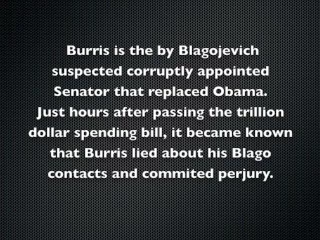 Burris is the by Blagojevich
suspected corruptly appointed
Senator that replaced Obama.
Just hours after passing the trillion
dollar spending bill, it became known
that Burris lied about his Blago
contacts and commited perjury.